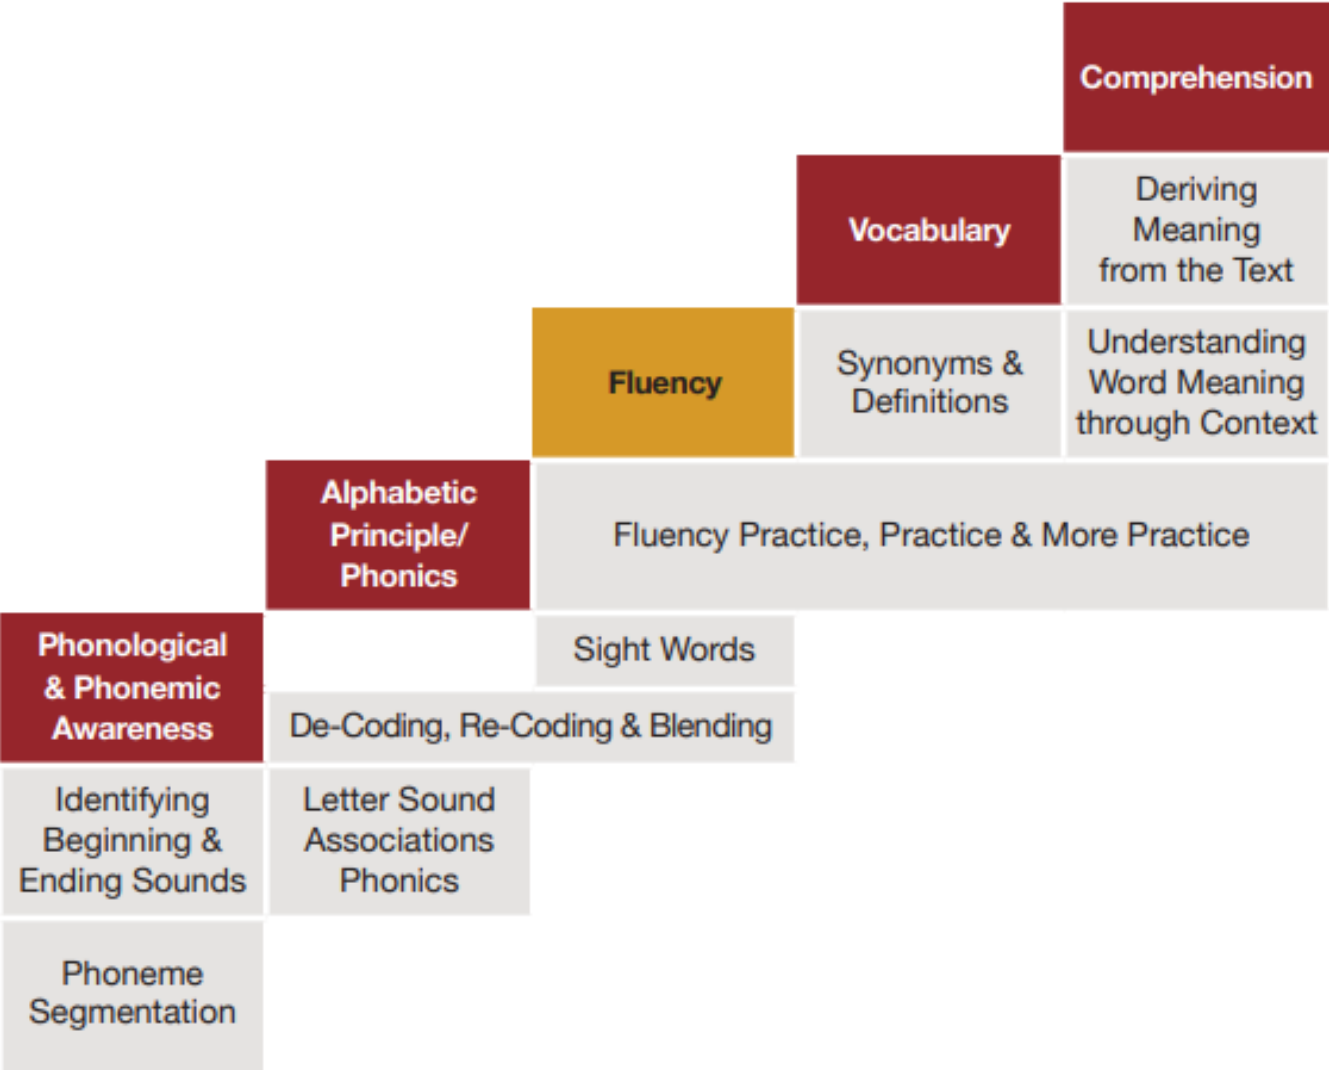 Comprehension
Vocabulary
Deriving
Meaning
from the Text
Fluency
Synonyms &
Definitions
Understanding
Word Meaning
through Context
Alphabetic
Principle/
Phonics
Fluency Practice, Practice & More Practice
Phonological
& Phonemic
Awareness
Sight Words
De-Coding, Re-Coding & Blending
Identifying
Beginning &
Ending Sounds
Letter Sound
Associations
Phonics
Phoneme
Segmentation